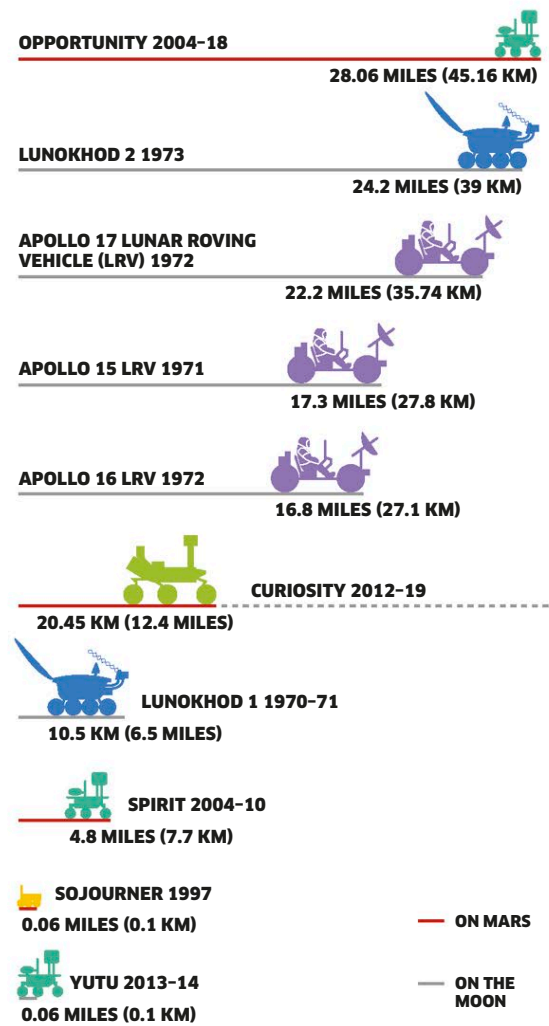 OPPORTUNITY 2004–18
28.06 MILES (45.16 KM)
LUNOKHOD 2 1973
24.2 MILES (39 KM)
APOLLO 17 LUNAR ROVING
VEHICLE (LRV) 1972
22.2 MILES (35.74 KM)
APOLLO 15 LRV 1971
17.3 MILES (27.8 KM)
APOLLO 16 LRV 1972
16.8 MILES (27.1 KM)
CURIOSITY 2012–19
20.45 KM (12.4 MILES)
LUNOKHOD 1 1970–71
10.5 KM (6.5 MILES)
SPIRIT 2004–10
4.8 MILES (7.7 KM)
SOJOURNER 1997
0.06 MILES (0.1 KM)
ON MARS
YUTU 2013–14
0.06 MILES (0.1 KM)
ON THE
MOON